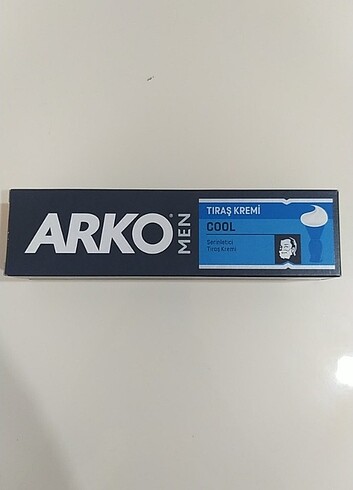 ARKO®
MEN
TIRAŞ KREMİ
COOL
Serinletici
Tıraş Kremi